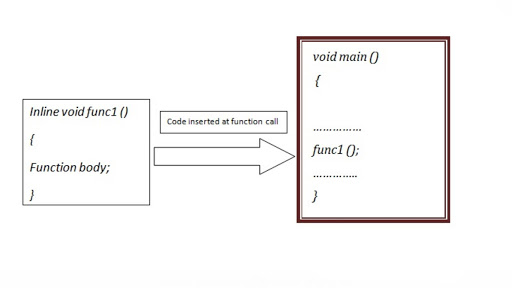 Inline void func1 ()
{
Function body;
}
Code inserted at function call
void main ()
{
……………
func1 ();
…………..
}